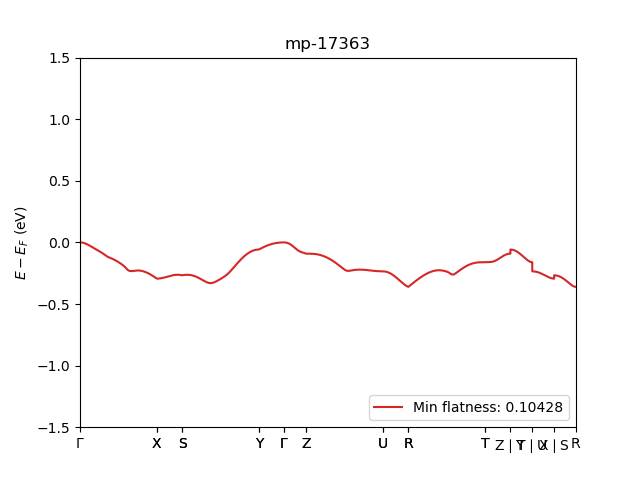 mp-17363
1.5
1.0
0.5
0.0
−0.5
−1.0
−1.5
E − E_F (eV)
Min flatness: 0.10428
Γ X S Y Γ Z U R T Z | Y T | U X | S R